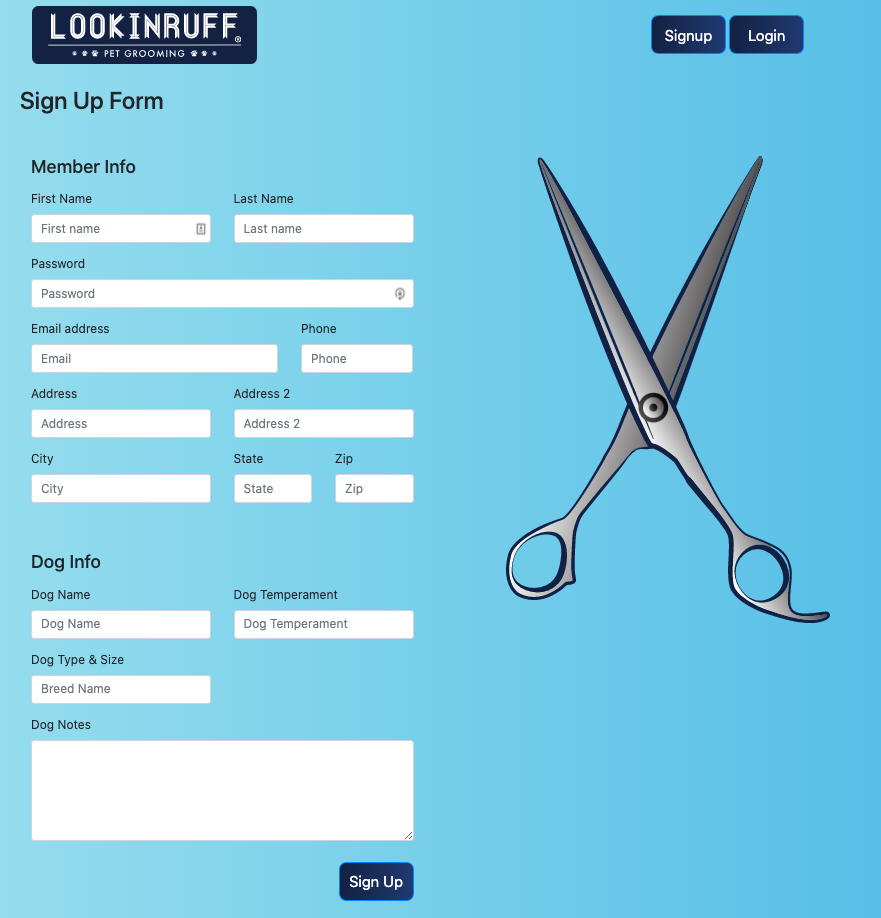 LOOKINRUFF®
PET GROOMING
Signup Login
Sign Up Form
Member Info
First Name Last Name
First name Last name
Password
Password
Email address Phone
Email Phone
Address Address 2
Address Address 2
City State Zip
City State Zip
Dog Info
Dog Name Dog Temperament
Dog Name Dog Temperament
Dog Type & Size
Breed Name
Dog Notes
Sign Up